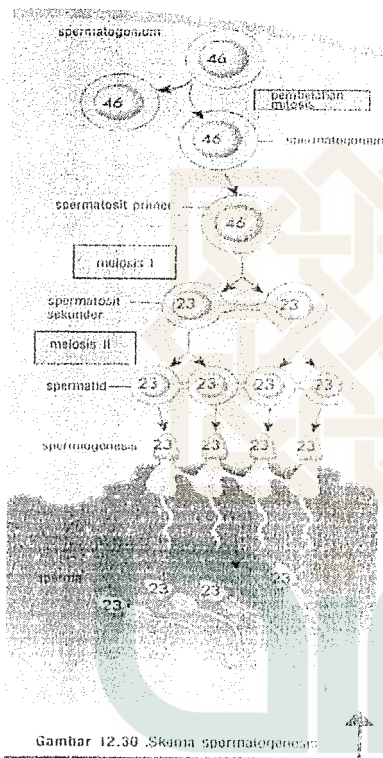 spermatogonium
46
46
pembelahan
mitosis
46
spermatogonium
spermatosit primer
46
meiosis I
spermatosit
sekunder
23
23
meiosis II
spermatid
23
23
23
23
spermogenesis
23
23
23
23
sperma
23
23
23
23
Gambar 12.30 Skema spermatogenesis